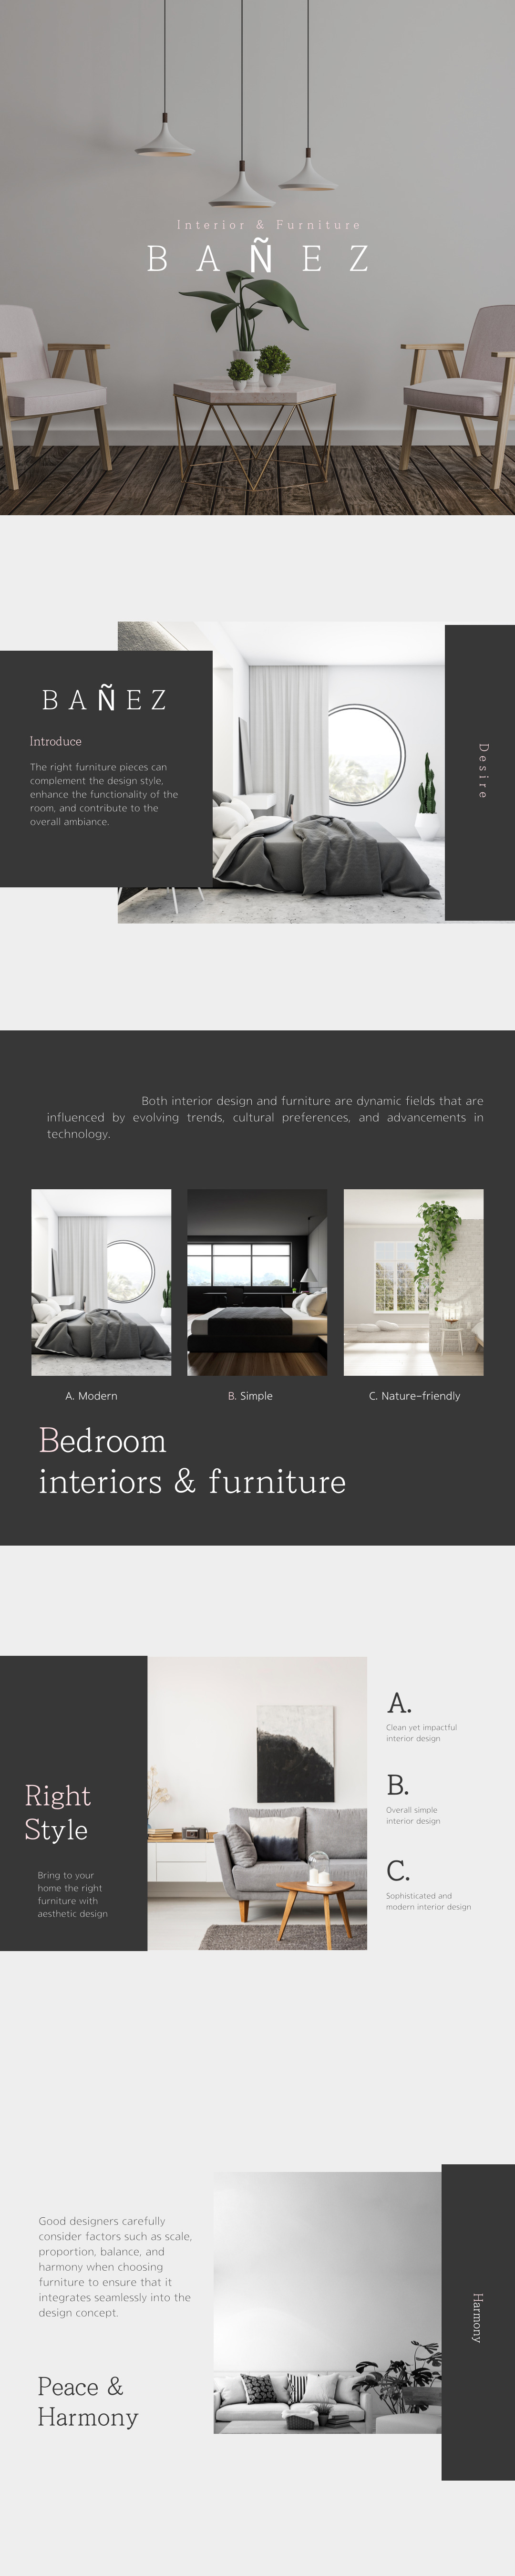 Interior & Furniture
BAÑEZ
BAÑEZ
Introduce
The right furniture pieces can
complement the design style,
enhance the functionality of the
room, and contribute to the
overall ambiance.
Desire
Both interior design and furniture are dynamic fields that are
influenced by evolving trends, cultural preferences, and advancements in
technology.
A. Modern
B. Simple
C. Nature-friendly
Bedroom
interiors & furniture
Right
Style
Bring to your
home the right
furniture with
aesthetic design
A.
Clean yet impactful
interior design
B.
Overall simple
interior design
C.
Sophisticated and
modern interior design
Good designers carefully
consider factors such as scale,
proportion, balance, and
harmony when choosing
furniture to ensure that it
integrates seamlessly into the
design concept.
Peace &
Harmony
Harmony